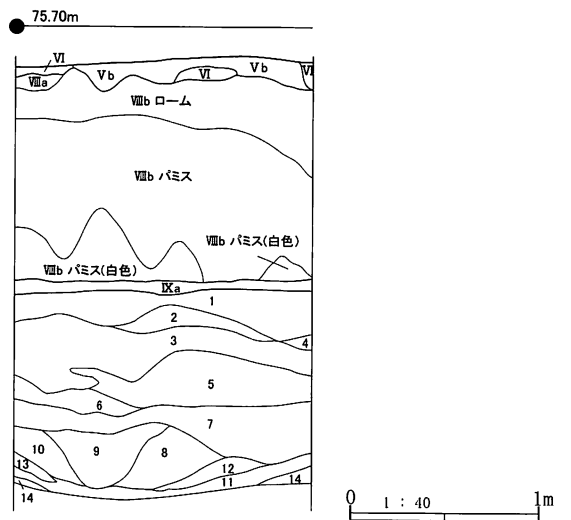 75.70m
VI
Ⅷa
Vb
VI
Vb
VI
Ⅷb ローム
Ⅷb パミス
Ⅷb パミス(白色)
Ⅷb パミス(白色)
Ⅸa
1
2
3
4
5
6
7
10
9
8
13
12
11
14
14
0 1 : 40 1m